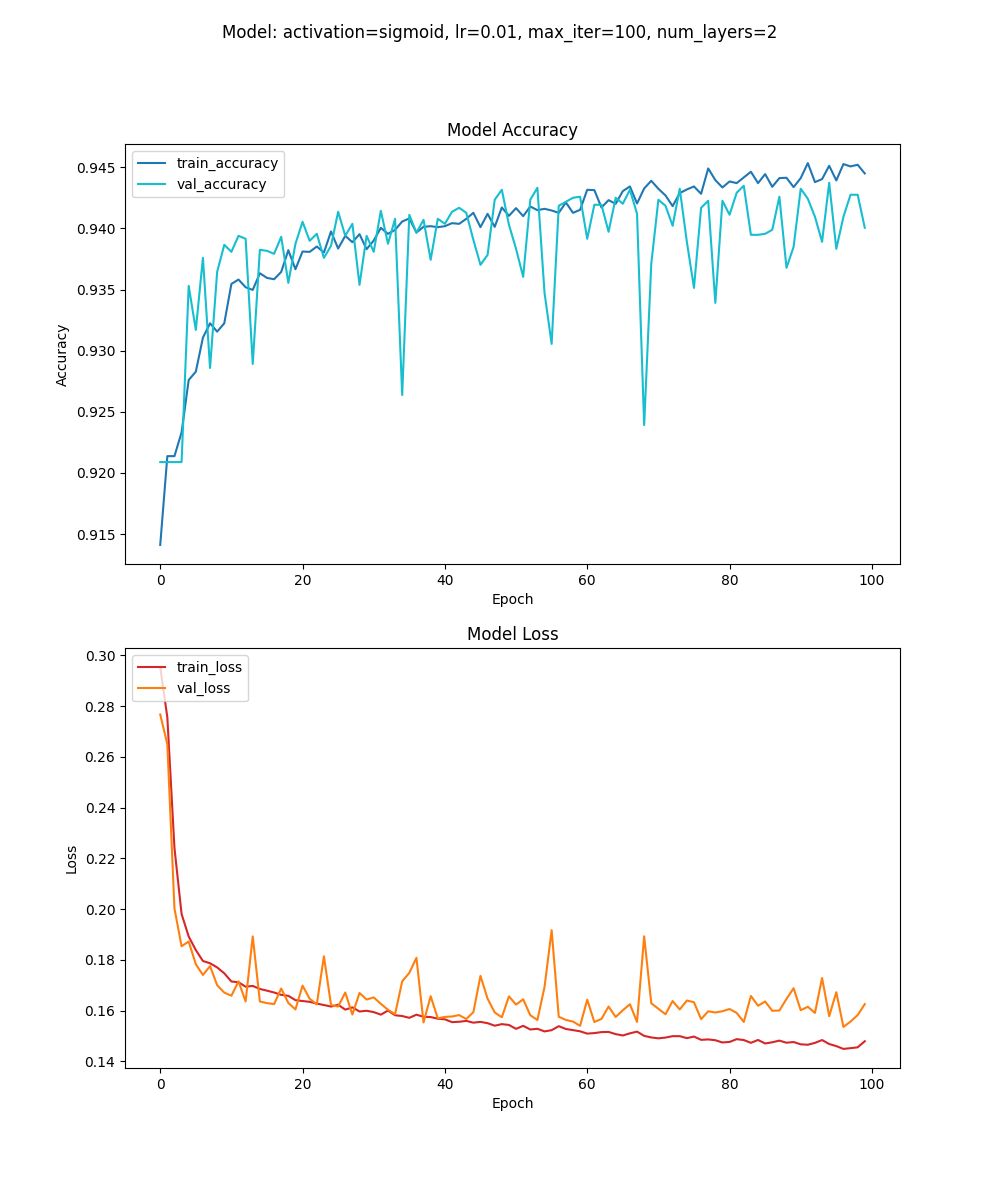 Model: activation=sigmoid, lr=0.01, max_iter=100, num_layers=2
Model Accuracy
train_accuracy
val_accuracy
0.945
0.940
0.935
0.930
0.925
0.920
0.915
Accuracy
0 20 40 60 80 100
Epoch
Model Loss
train_loss
val_loss
0.30
0.28
0.26
0.24
0.22
0.20
0.18
0.16
0.14
Loss
0 20 40 60 80 100
Epoch